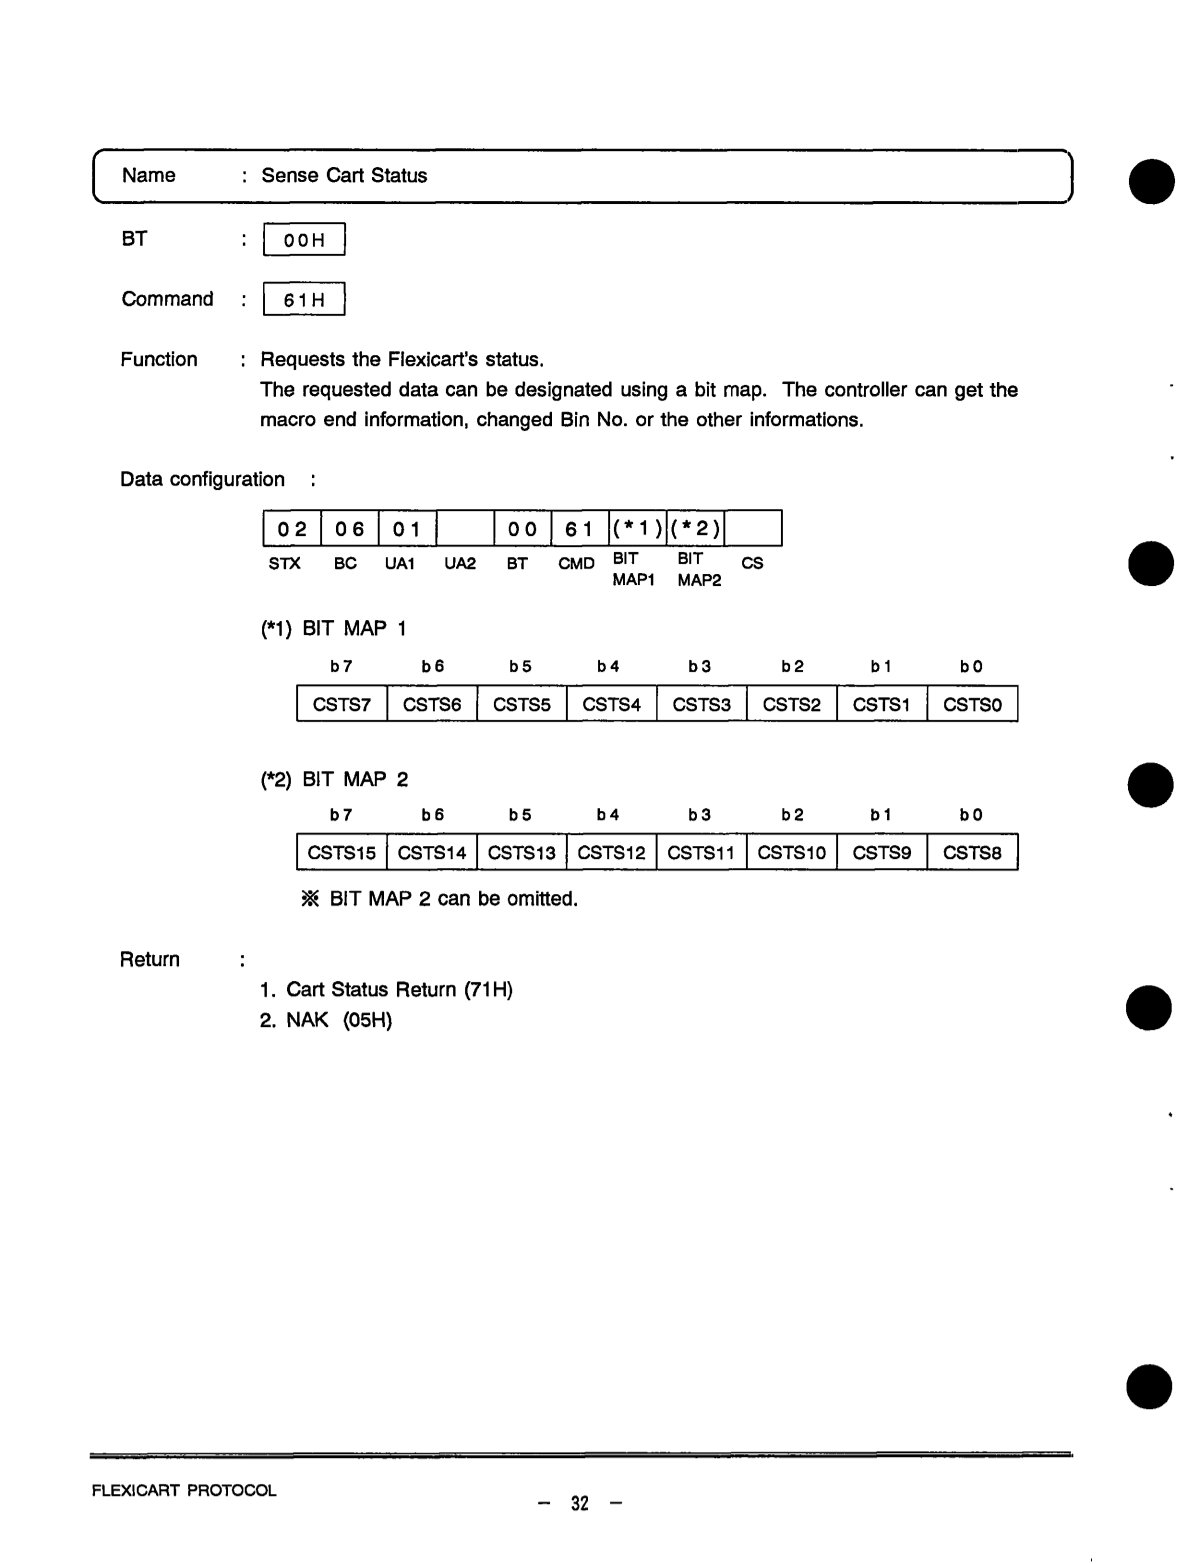 Name : Sense Cart Status
BT : 00H
Command : 61H
Function : Requests the Flexicart's status.
The requested data can be designated using a bit map. The controller can get the
macro end information, changed Bin No. or the other informations.
Data configuration :
02 06 01 00 61 (*1) (*2)
STX BC UA1 UA2 BT CMD BIT MAP1 BIT MAP2 CS
(*1) BIT MAP 1
b7 b6 b5 b4 b3 b2 b1 b0
CSTS7 CSTS6 CSTS5 CSTS4 CSTS3 CSTS2 CSTS1 CSTS0
(*2) BIT MAP 2
b7 b6 b5 b4 b3 b2 b1 b0
CSTS15 CSTS14 CSTS13 CSTS12 CSTS11 CSTS10 CSTS9 CSTS8
※ BIT MAP 2 can be omitted.
Return :
1. Cart Status Return (71H)
2. NAK (05H)
FLEXICART PROTOCOL
- 32 -